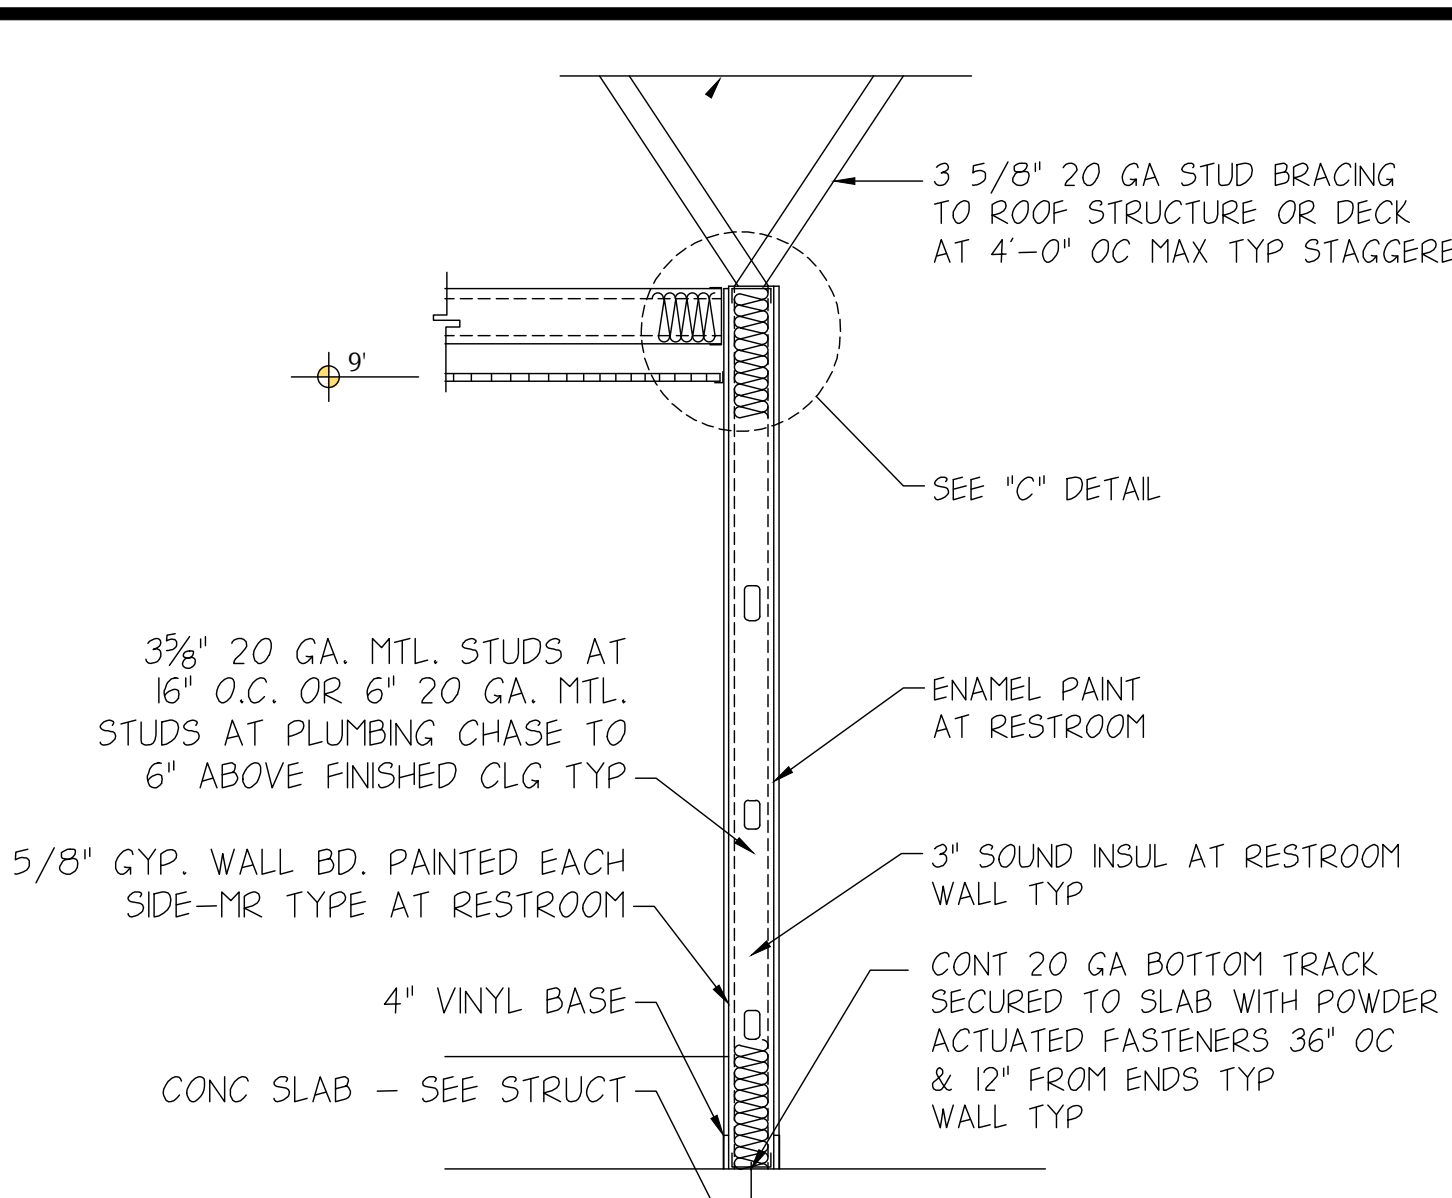 3 5/8" 20 GA STUD BRACING
TO ROOF STRUCTURE OR DECK
AT 4'-0" OC MAX TYP STAGGERE
9'
SEE "C" DETAIL
3⅝" 20 GA. MTL. STUDS AT
16" O.C. OR 6" 20 GA. MTL.
STUDS AT PLUMBING CHASE TO
6" ABOVE FINISHED CLG TYP
ENAMEL PAINT
AT RESTROOM
5/8" GYP. WALL BD. PAINTED EACH
SIDE-MR TYPE AT RESTROOM
3" SOUND INSUL AT RESTROOM
WALL TYP
4" VINYL BASE
CONC SLAB - SEE STRUCT
CONT 20 GA BOTTOM TRACK
SECURED TO SLAB WITH POWDER
ACTUATED FASTENERS 36" OC
& 12" FROM ENDS TYP
WALL TYP